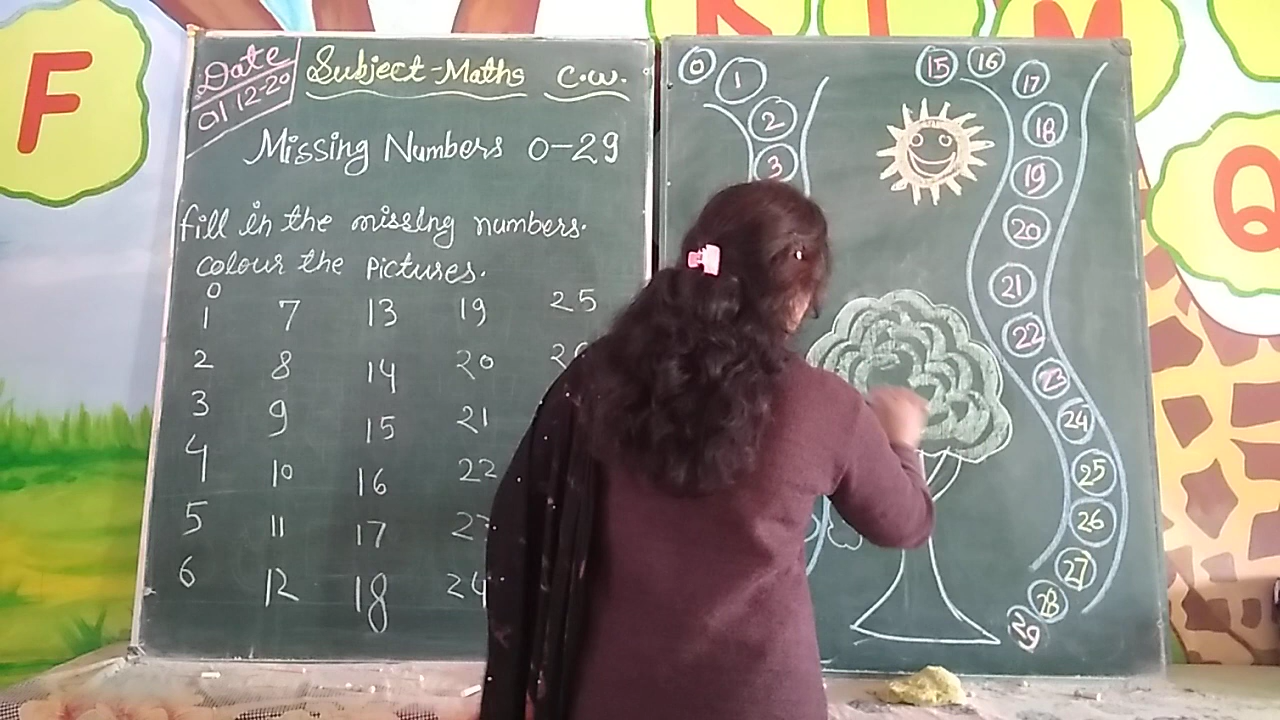 F
K I M
Q
Date
01 12-20
Subject-Maths C.W.
Missing Numbers 0-29
fill in the missing numbers.
colour the pictures.
0
1 7 13 19 25
2 8 14 20
3 9 15 21
4 10 16 22
5 11 17
6 12 18 24
0
1
2
3
15
16
17
18
19
20
21
22
23
24
25
26
27
28
29